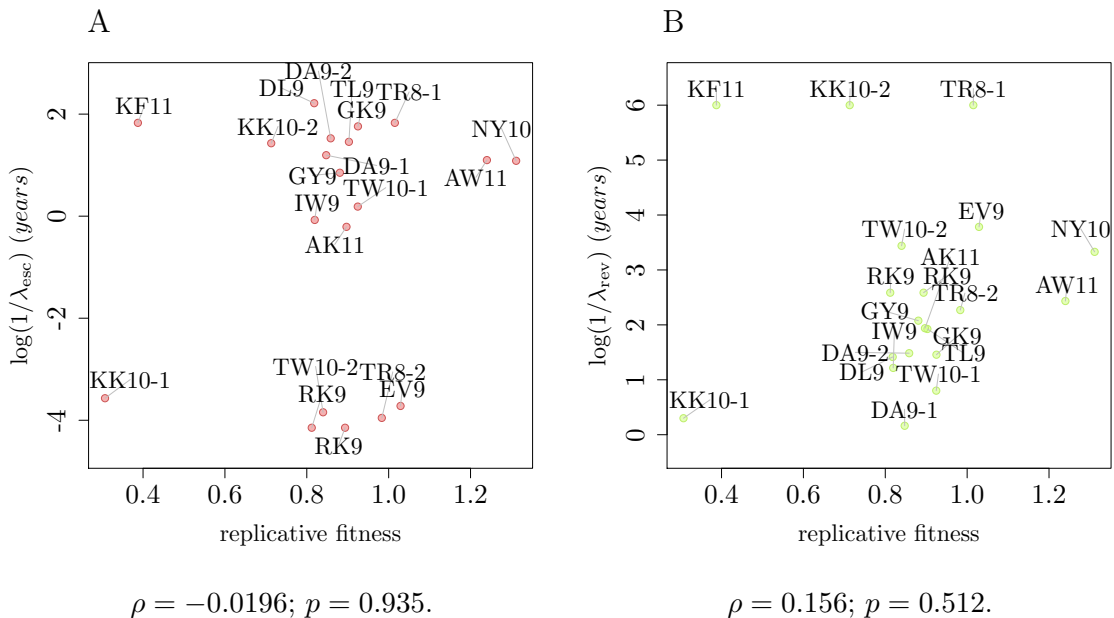 A
B
DA9-2
DL9
TL9
TR8-1
KF11
GK9
KK10-2
NY10
DA9-1
GY9
AW11
TW10-1
IW9
AK11
TW10-2
TR8-2
KK10-1
RK9
EV9
RK9
2
0
-2
-4
log(1/λesc) (years)
0.4 0.6 0.8 1.0 1.2
replicative fitness
ρ = −0.0196; p = 0.935.
KF11
KK10-2
TR8-1
EV9
TW10-2
NY10
AK11
RK9
RK9
AW11
TR8-2
GY9
IW9
GK9
DA9-2
TL9
DL9
TW10-1
KK10-1
DA9-1
6
5
4
3
2
1
0
log(1/λrev) (years)
0.4 0.6 0.8 1.0 1.2
replicative fitness
ρ = 0.156; p = 0.512.